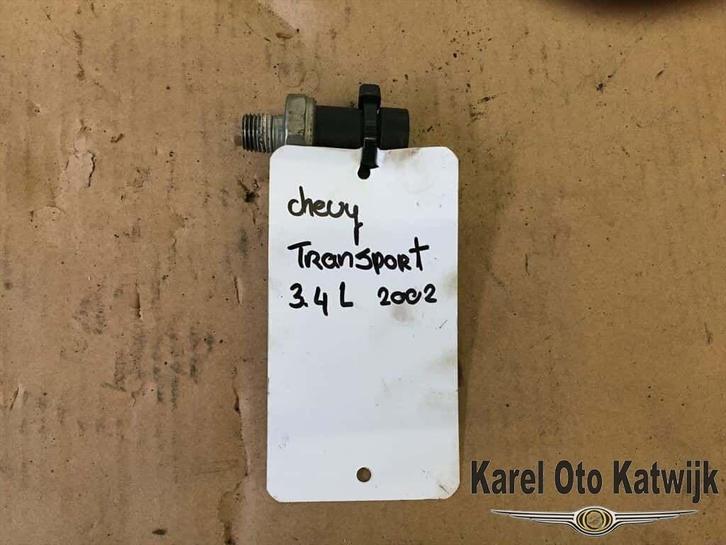 chevy
TRanSpoRt
3.4 L 2002
Karel Oto Katwijk